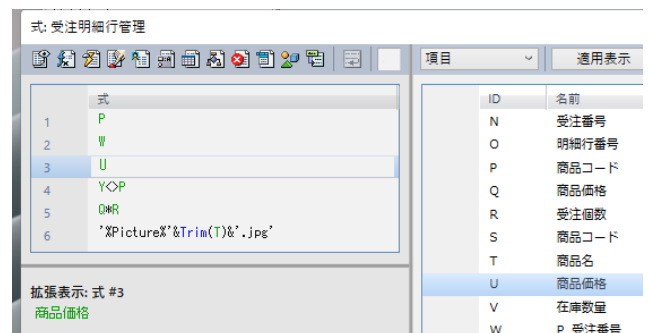 式: 受注明細行管理
項目
適用表示
式
1 P
2 W
3 U
4 Y<>P
5 Q*R
6 '%Picture%'&Trim(T)&'.jpg'
拡張表示: 式 #3
商品価格
ID 名前
N 受注番号
O 明細行番号
P 商品コード
Q 商品価格
R 受注個数
S 商品コード
T 商品名
U 商品価格
V 在庫数量
W P_受注番号